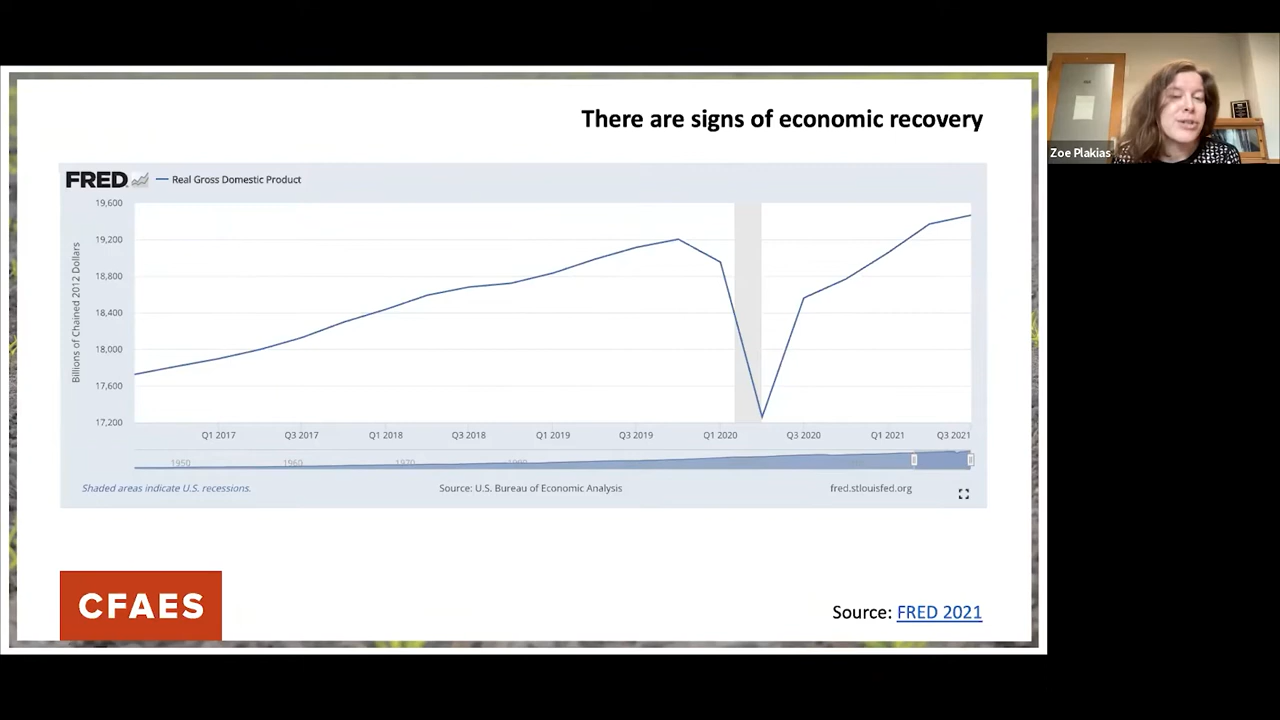 There are signs of economic recovery
FRED
Real Gross Domestic Product
Billions of Chained 2012 Dollars
19,600
19,200
18,800
18,400
18,000
17,600
17,200
Q1 2017
Q3 2017
Q1 2018
Q3 2018
Q1 2019
Q3 2019
Q1 2020
Q3 2020
Q1 2021
Q3 2021
1950
1960
1970
Shaded areas indicate U.S. recessions.
Source: U.S. Bureau of Economic Analysis
fred.stlouisfed.org
CFAES
Source: FRED 2021
Zoe Plakias